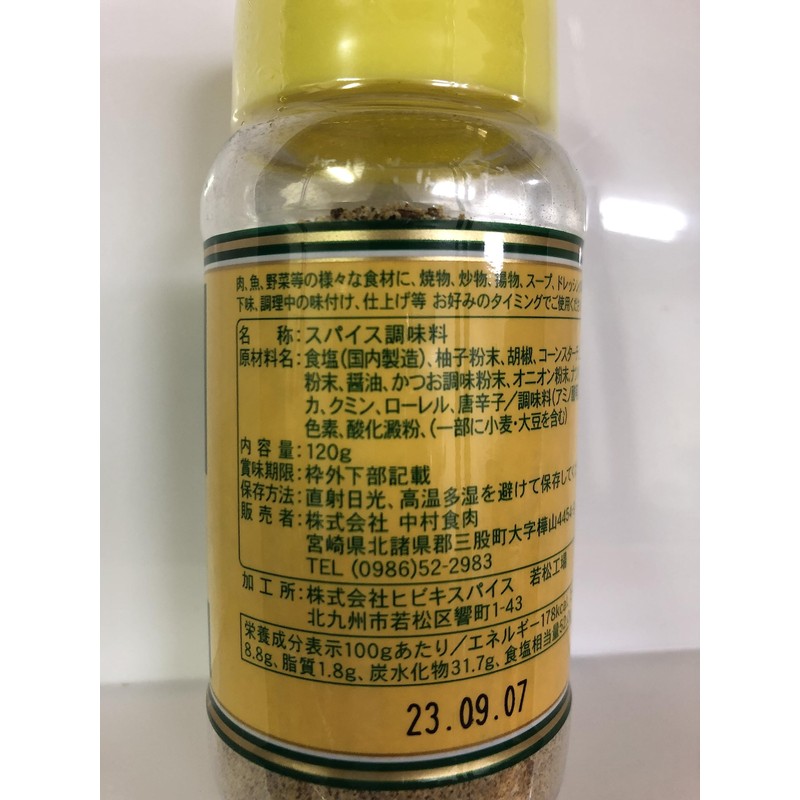 肉、魚、野菜等の様々な食材に、焼物、炒物、揚物、スープ、ドレッシン
下味、調理中の味付け、仕上げ等 お好みのタイミングでご使用くださ
名 称:スパイス調味料
原材料名:食塩(国内製造)、柚子粉末、胡椒、コーンスター
粉末、醤油、かつお調味粉末、オニオン粉末、
カ、クミン、ローレル、唐辛子/調味料(アミノ
色素、酸化澱粉、(一部に小麦・大豆を含む)
内 容 量:120g
賞味期限:枠外下部記載
保存方法:直射日光、高温多湿を避けて保存して
販 売 者:株式会社 中村食肉
宮崎県北諸県郡三股町大字樺山4454-
TEL (0986)52-2983
加 工 所:株式会社ヒビキスパイス 若松工場
北九州市若松区響町1-43
栄養成分表示100gあたり/エネルギー178kcal、
8.8g、脂質1.8g、炭水化物31.7g、食塩相当量50.
23.09.07